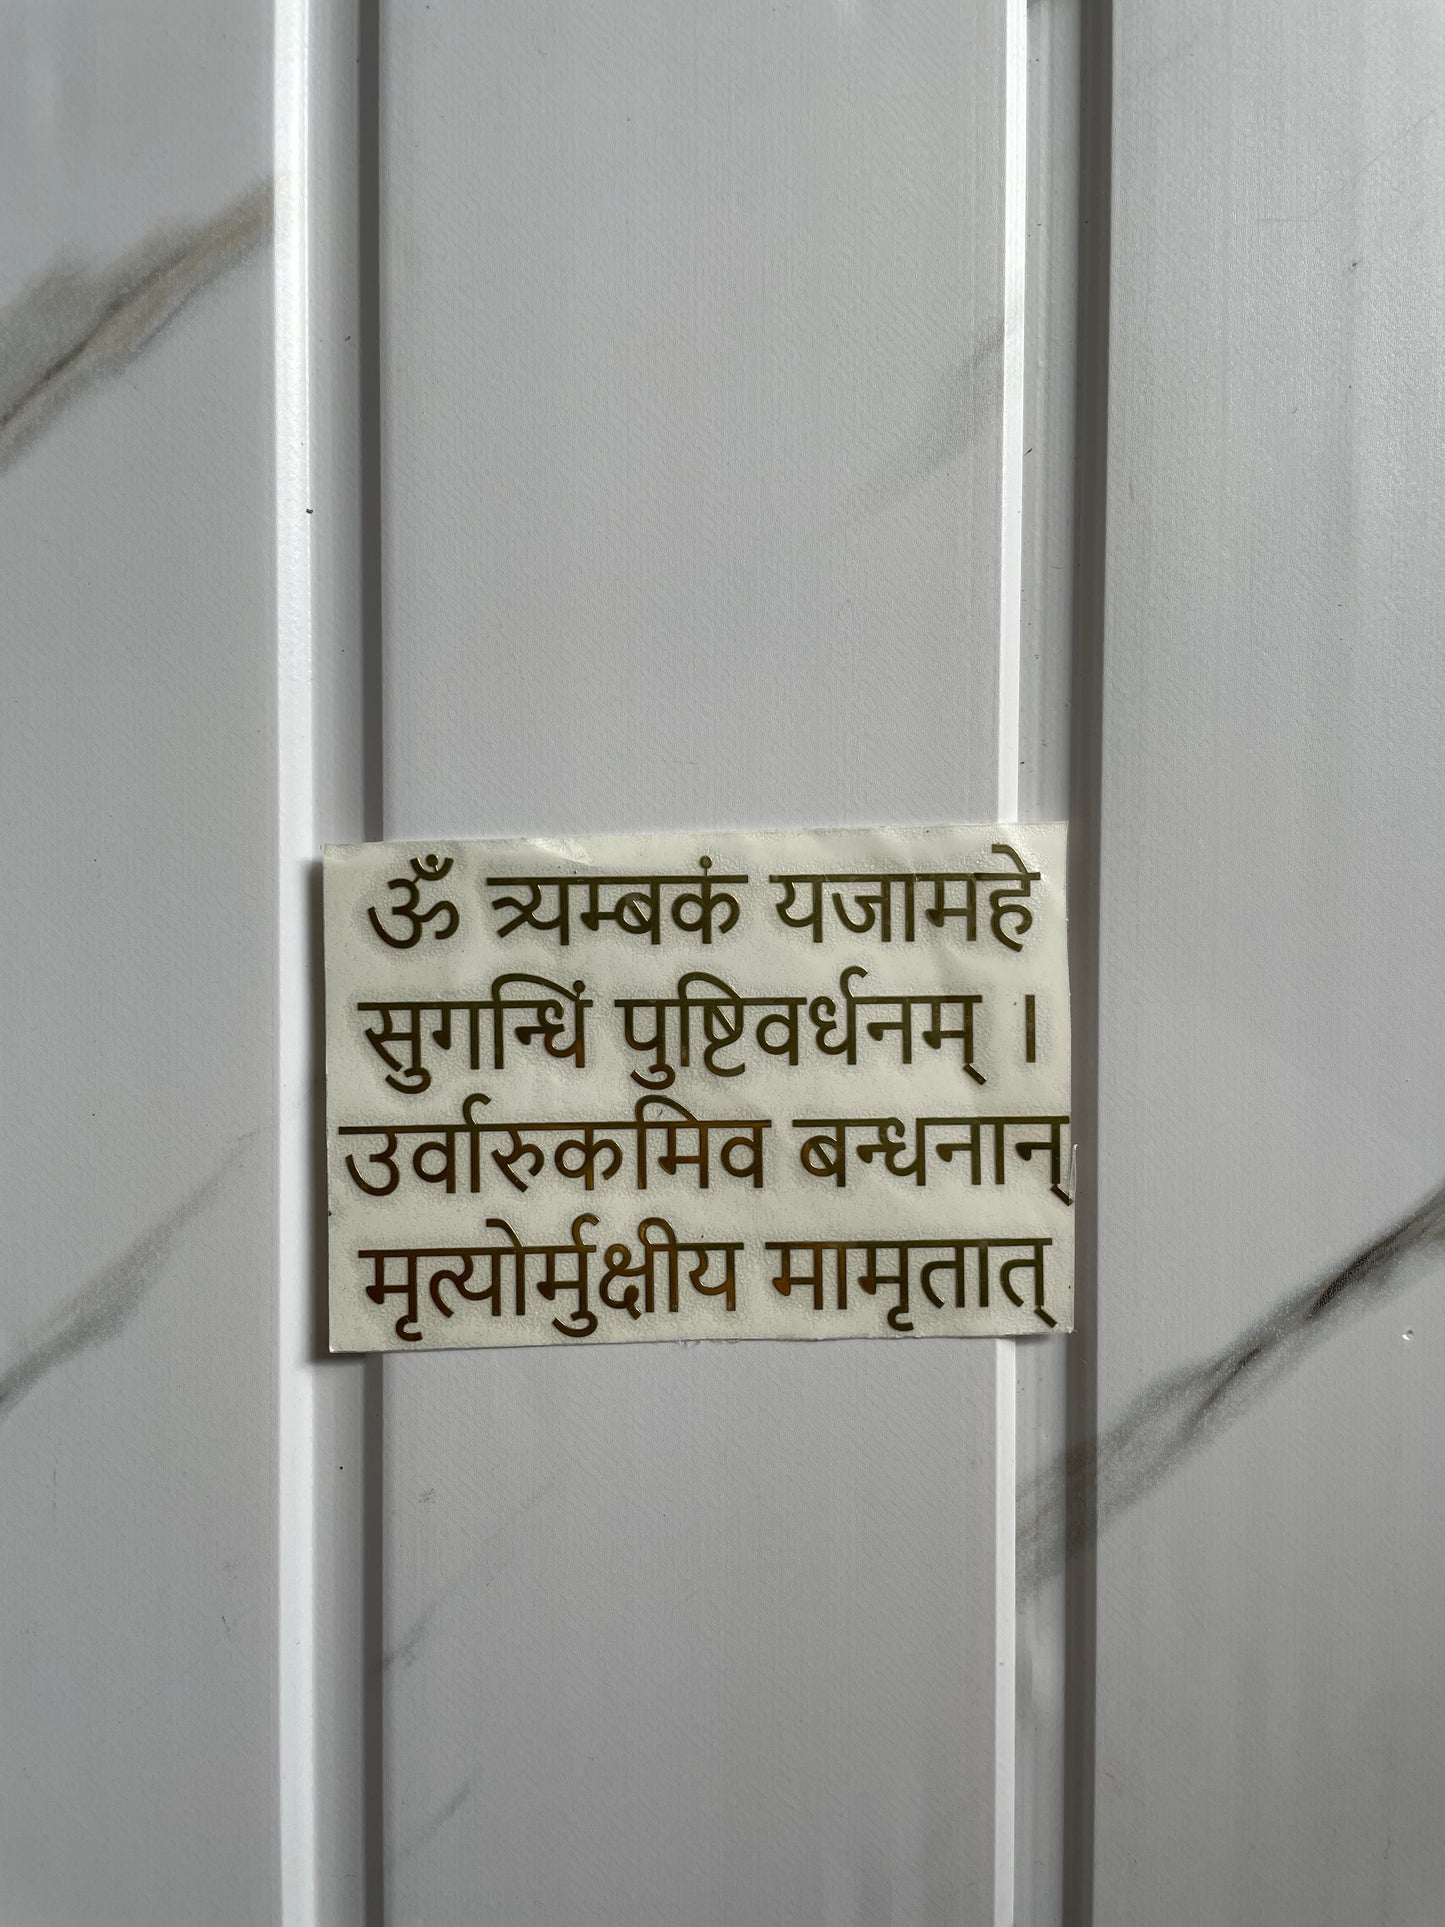 ॐ त्र्यम्बकं यजामहे
सुगन्धिं पुष्टिवर्धनम् ।
उर्वारुकमिव बन्धनान्
मृत्योर्मुक्षीय मामृतात्